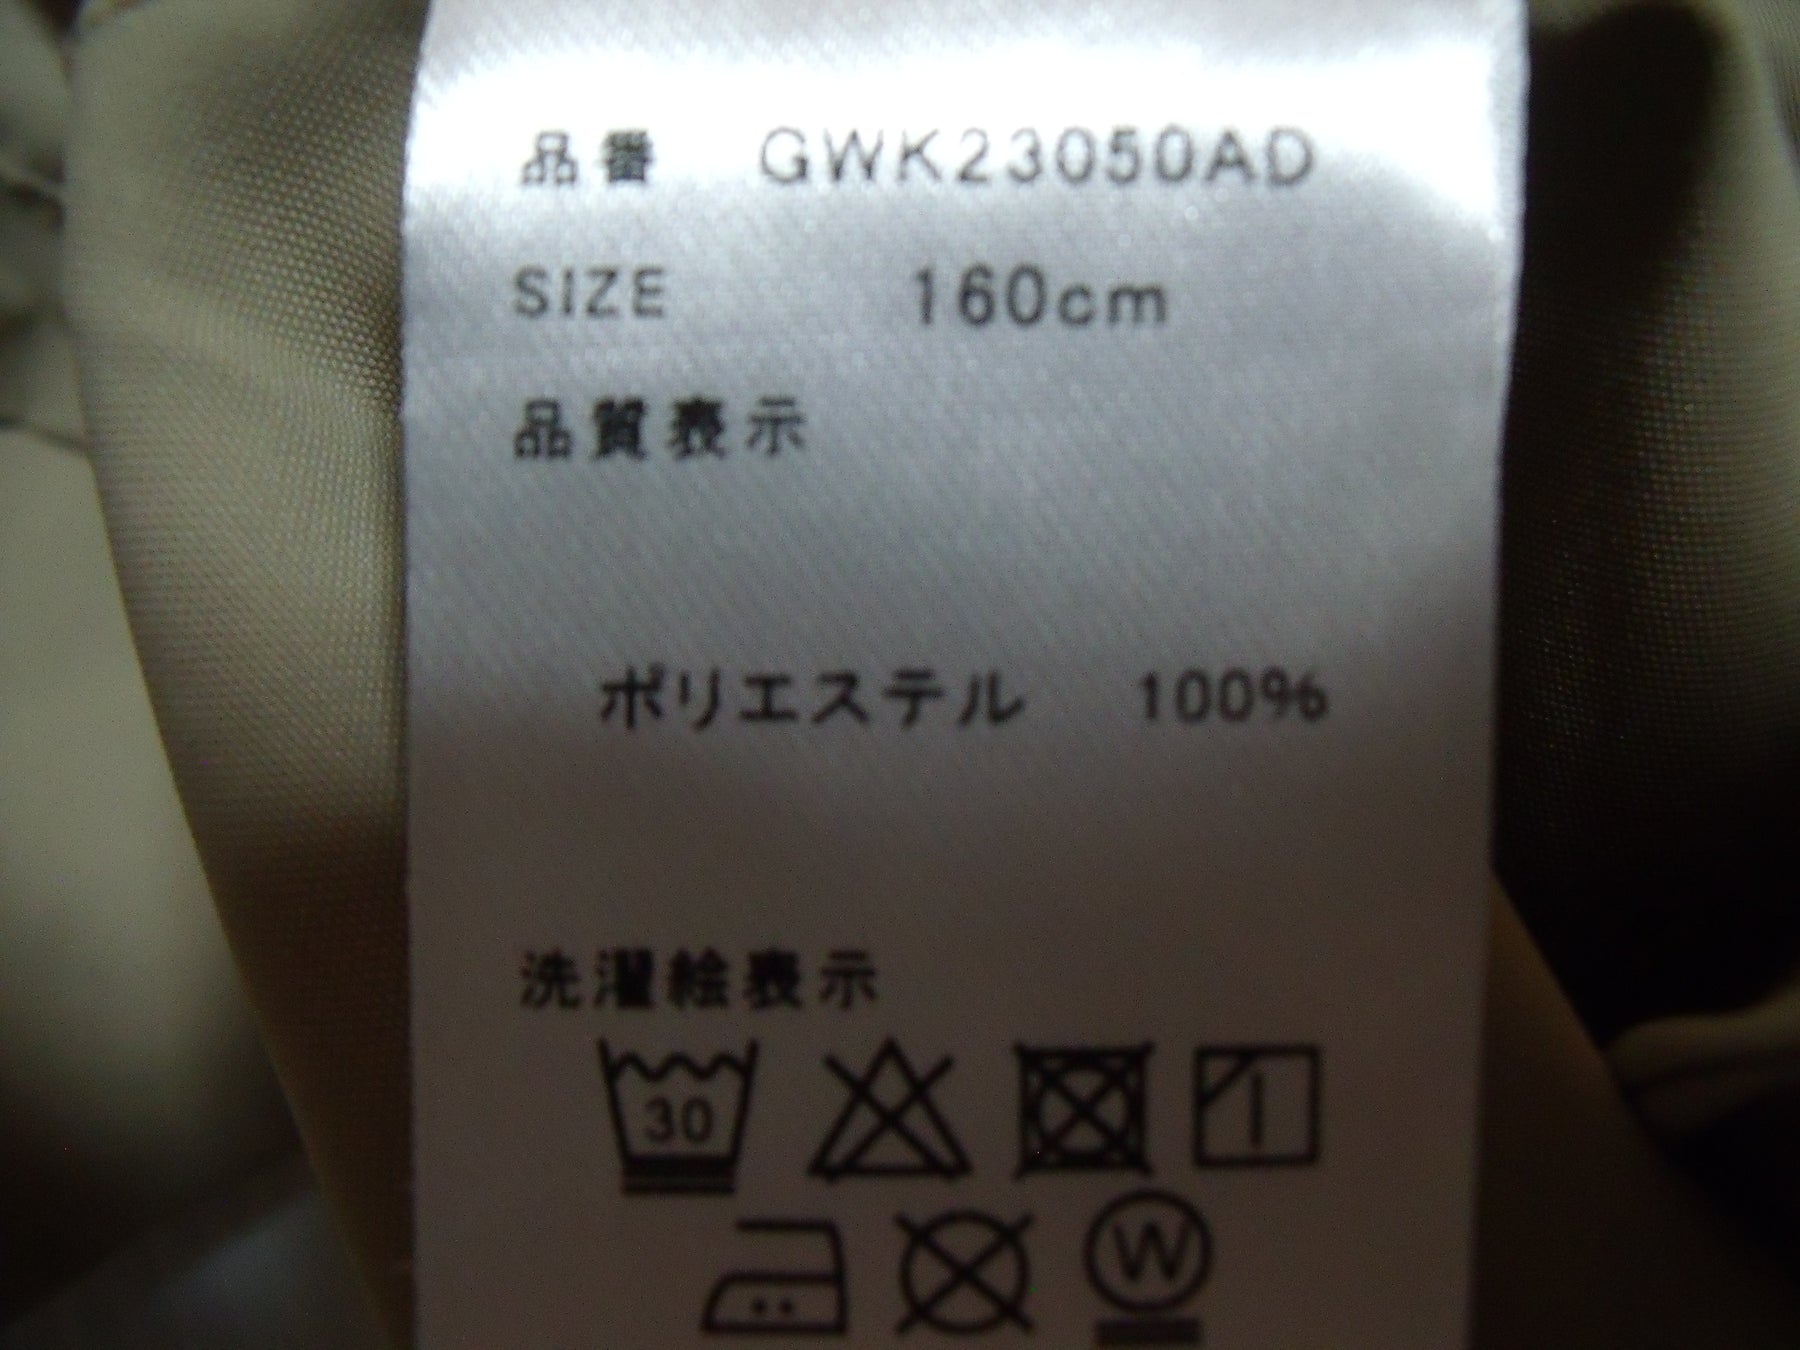 品番 GWK23050AD
SIZE 160cm
品質表示
ポリエステル 100%
洗濯絵表示
30
W